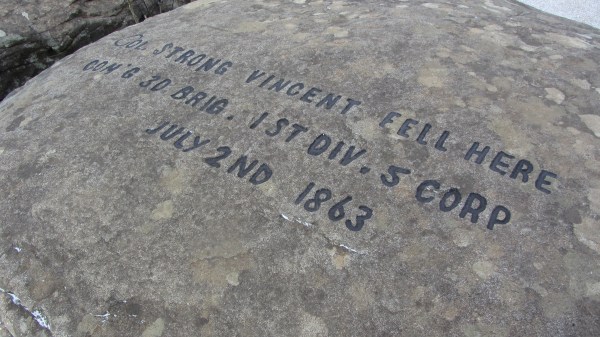 Col. STRONG VINCENT FELL HERE
COM'G 3D BRIG. 1ST DIV. 5 CORP
JULY 2ND 1863